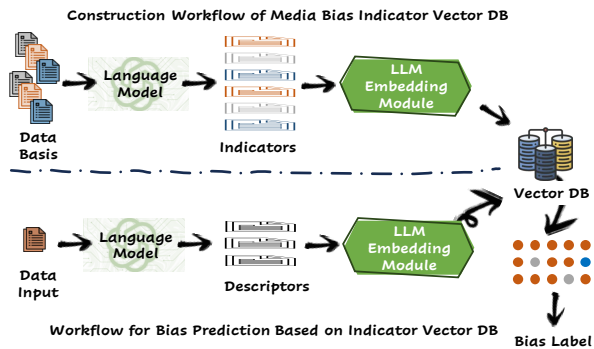 Construction Workflow of Media Bias Indicator Vector DB
Data
Basis
Language
Model
Indicators
LLM
Embedding
Module
Vector DB
Data
Input
Language
Model
Descriptors
LLM
Embedding
Module
Bias Label
Workflow for Bias Prediction Based on Indicator Vector DB